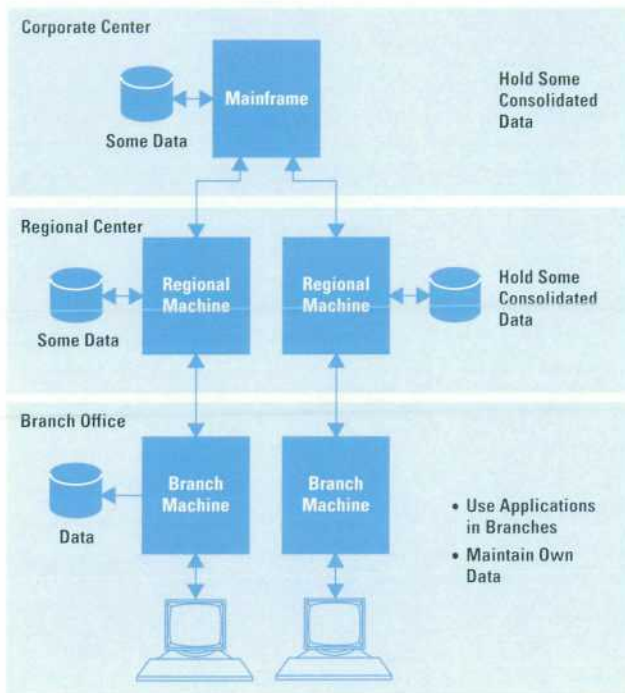 Corporate Center
Mainframe
Some Data
Hold Some
Consolidated
Data
Regional Center
Regional
Machine
Regional
Machine
Some Data
Hold Some
Consolidated
Data
Branch Office
Branch
Machine
Branch
Machine
Data
• Use Applications
in Branches
• Maintain Own
Data